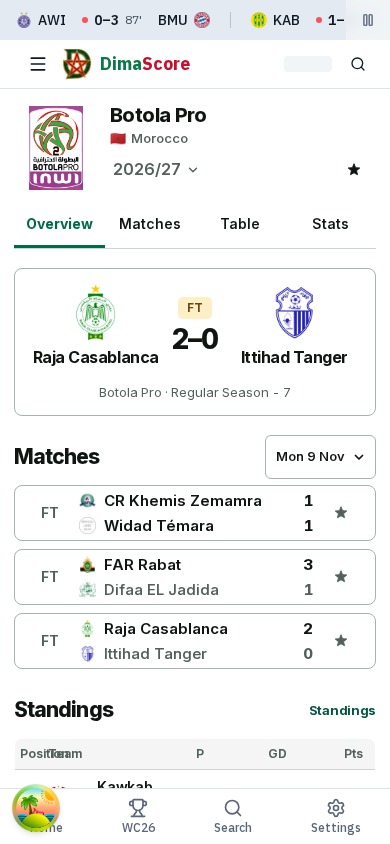 AWI 0–3 87' BMU KAB 1–
DimaScore
Botola Pro
Morocco
2026/27
Overview Matches Table Stats
FT
2–0
Raja Casablanca Ittihad Tanger
Botola Pro · Regular Season - 7
Matches
Mon 9 Nov
FT
CR Khemis Zemamra 1
Widad Témara 1
FT
FAR Rabat 3
Difaa EL Jadida 1
FT
Raja Casablanca 2
Ittihad Tanger 0
Standings
Standings
Position Team P GD Pts
Kawkab
Home WC26 Search Settings